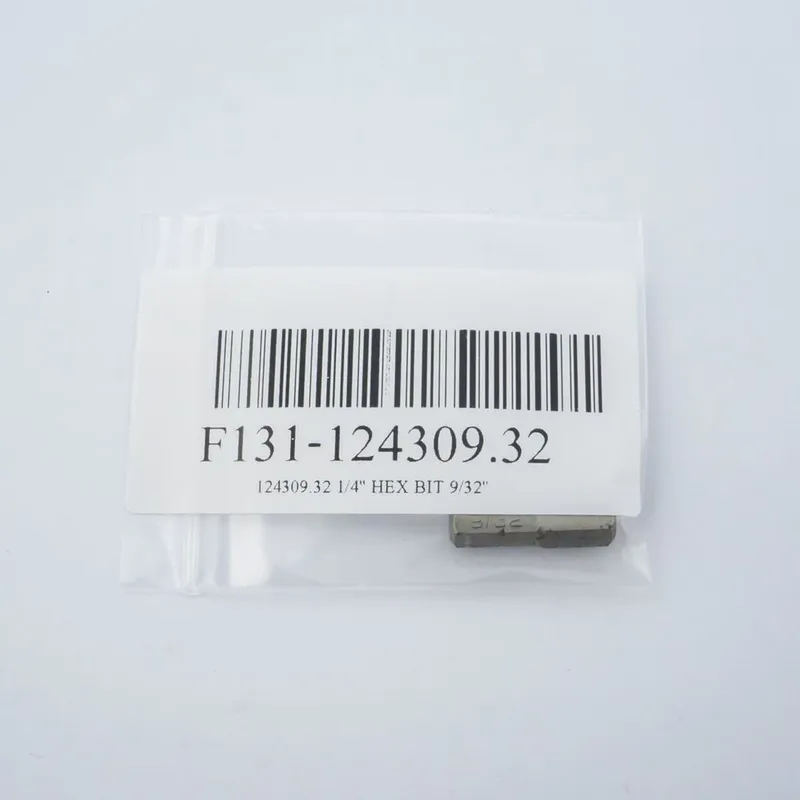 F131-124309.32
124309.32 1/4" HEX BIT 9/32"